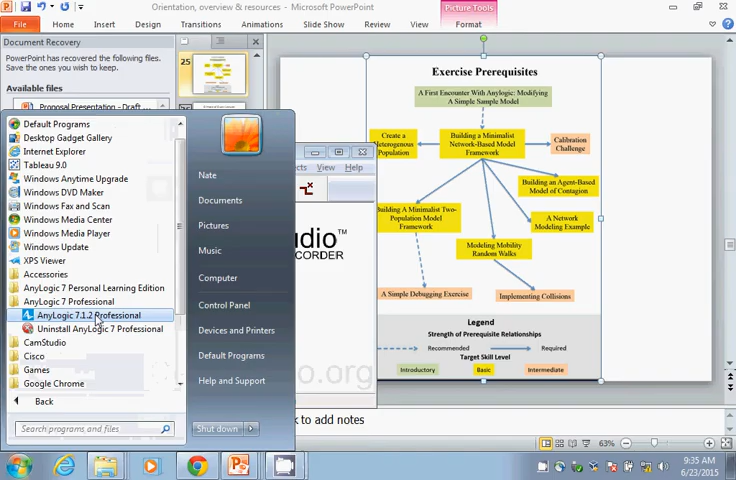 Orientation, overview & resources - Microsoft PowerPoint
Picture Tools
File
Home
Insert
Design
Transitions
Animations
Slide Show
Review
View
Format
Document Recovery
PowerPoint has recovered the following files.
Save the ones you wish to keep.
Available files
Proposal Presentation - Draft ...
25
Default Programs
Desktop Gadget Gallery
Internet Explorer
Tableau 9.0
Windows Anytime Upgrade
Windows DVD Maker
Windows Fax and Scan
Windows Media Center
Windows Media Player
Windows Update
XPS Viewer
Accessories
AnyLogic 7 Personal Learning Edition
AnyLogic 7 Professional
AnyLogic 7.1.2 Professional
Uninstall AnyLogic 7 Professional
CamStudio
Cisco
Games
Google Chrome
Back
Search programs and files
Nate
Documents
Pictures
Music
Computer
Control Panel
Devices and Printers
Default Programs
Help and Support
Shut down
View
Help
udio™
CORDER
o.org
Exercise Prerequisites
A First Encounter With Anylogic: Modifying
A Simple Sample Model
Create a
Heterogenous
Population
Building a Minimalist
Network-Based Model
Framework
Calibration
Challenge
Building an Agent-Based
Model of Contagion
Building A Minimalist Two-
Population Model
Framework
A Network
Modeling Example
Modeling Mobility
Random Walks
A Simple Debugging Exercise
Implementing Collisions
Legend
Strength of Prerequisite Relationships
Recommended
Required
Target Skill Level
Introductory
Basic
Intermediate
k to add notes
63%
9:35 AM
6/23/2015